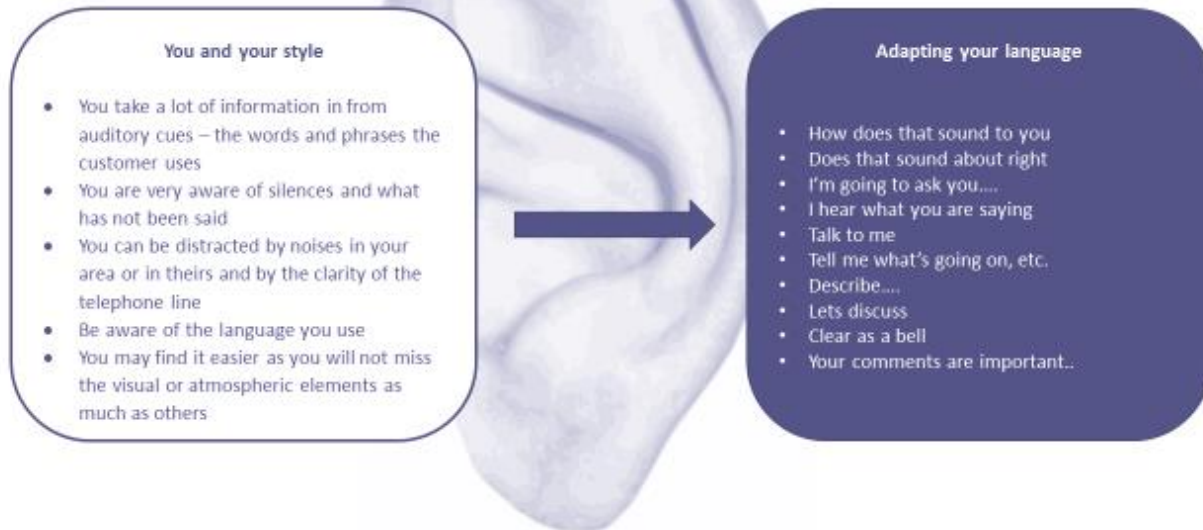 You and your style
• You take a lot of information in from
auditory cues – the words and phrases the
customer uses
• You are very aware of silences and what
has not been said
• You can be distracted by noises in your
area or in theirs and by the clarity of the
telephone line
• Be aware of the language you use
• You may find it easier as you will not miss
the visual or atmospheric elements as
much as others
Adapting your language
• How does that sound to you
• Does that sound about right
• I'm going to ask you....
• I hear what you are saying
• Talk to me
• Tell me what's going on, etc.
• Describe....
• Lets discuss
• Clear as a bell
• Your comments are important..